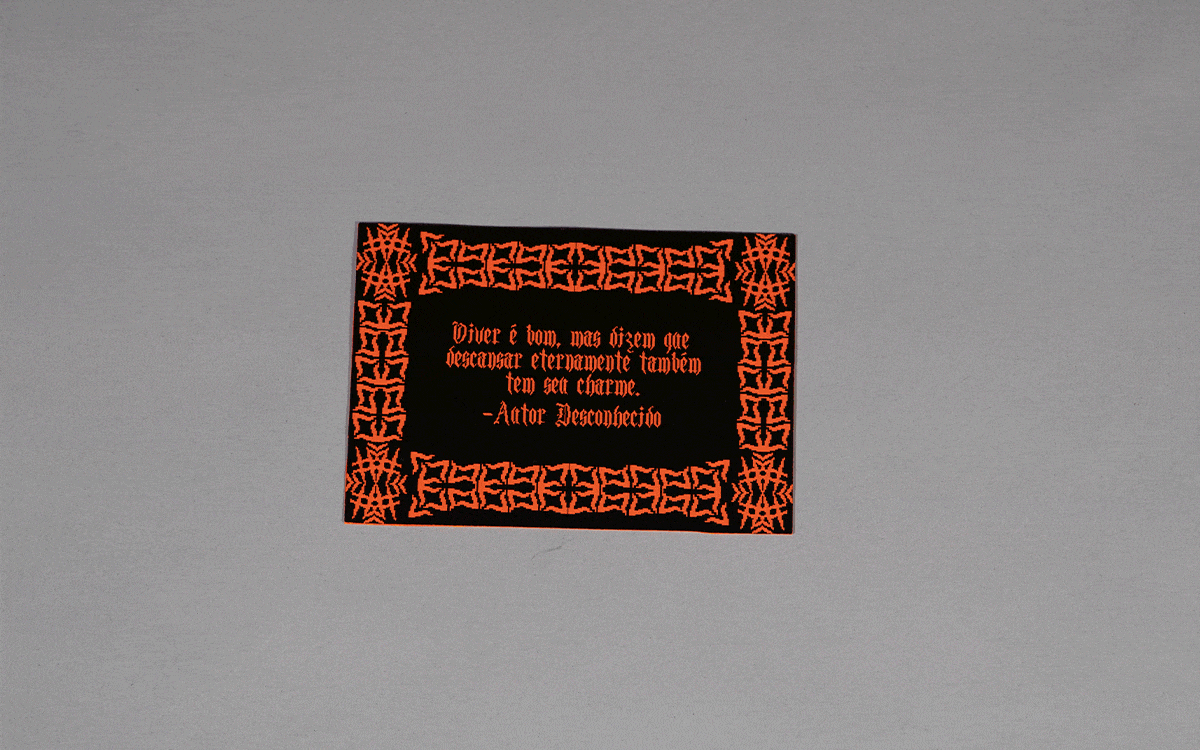 Viver é bom, mas dizem que
descansar eternamente também
tem seu charme.
-Autor Desconhecido